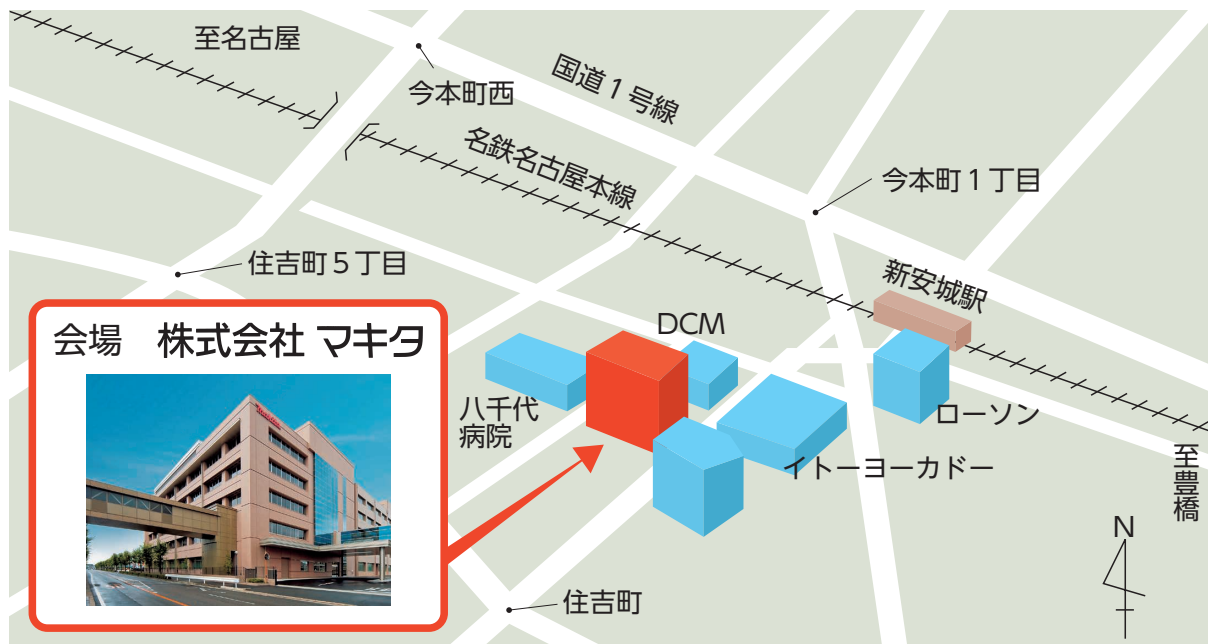 至名古屋
国道1号線
今本町西
名鉄名古屋本線
今本町1丁目
住吉町5丁目
新安城駅
会場 株式会社 マキタ
DCM
八千代
病院
ローソン
イトーヨーカドー
至豊橋
N
住吉町